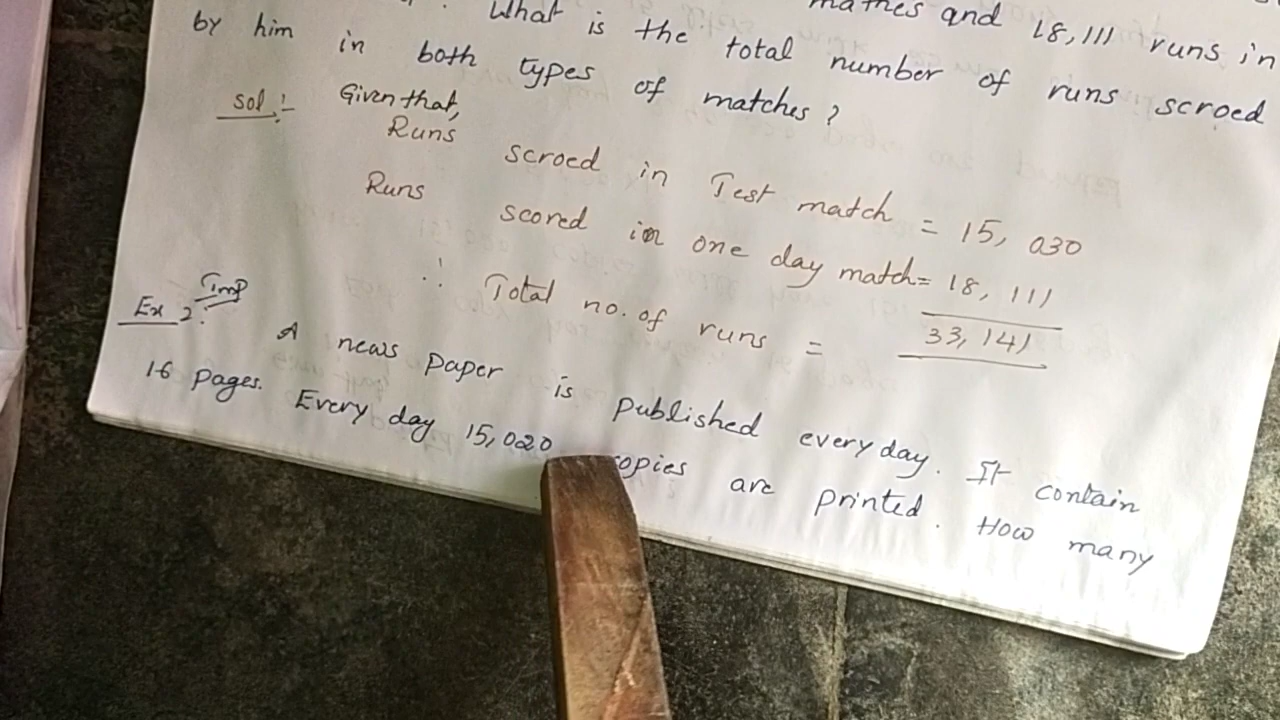 and 18,111 runs in
by him in both types of matches? What is the total number of runs scroed
sol:- Given that,
Runs scroed in Test match = 15,030
Runs scored in one day match = 18,111
∴ Total no. of runs = 33,141
Ex 2: Imp A news paper is published every day. It contain
16 pages. Every day 15,020 copies are printed. How many